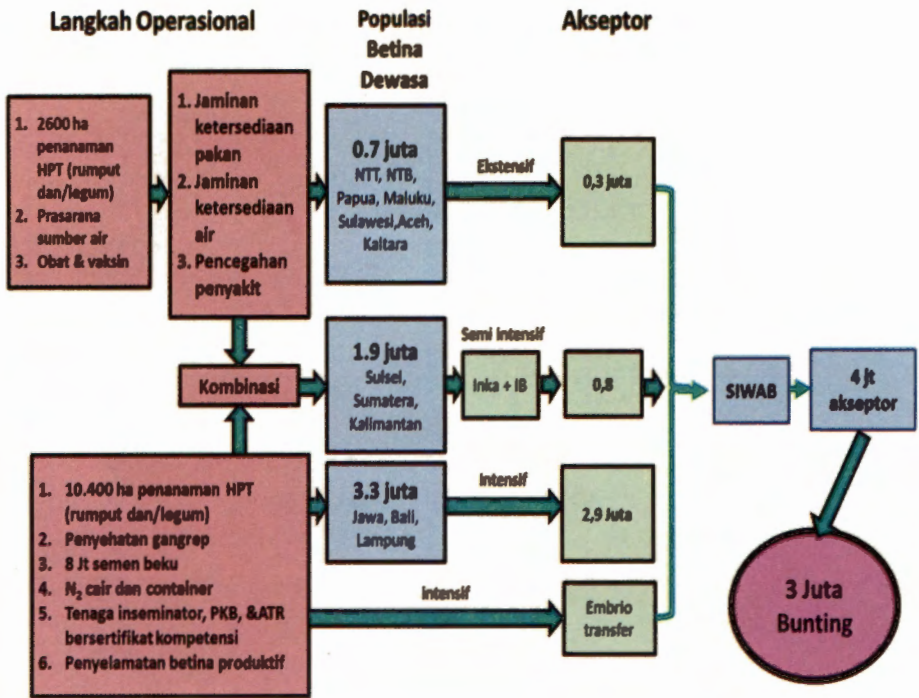 Langkah Operasional
Populasi
Betina
Dewasa
Akseptor
1. 2600 ha
penanaman
HPT (rumput
dan/legum)
2. Prasarana
sumber air
3. Obat & vaksin
1. Jaminan
ketersediaan
pakan
2. Jaminan
ketersediaan
air
3. Pencegahan
penyakit
0.7 juta
NTT, NTB,
Papua, Maluku,
Sulawesi,Aceh,
Kaltara
Ekstensif
0,3 juta
Kombinasi
1.9 juta
Sulsel,
Sumatera,
Kalimantan
Semi intensif
Inka + IB
0,8
SIWAB
4 jt
akseptor
1. 10.400 ha penanaman HPT
(rumput dan/legum)
2. Penyehatan gangrep
3. 8 Jt semen beku
4. N₂ cair dan container
5. Tenaga inseminator, PKB, &ATR
bersertifikat kompetensi
6. Penyelamatan betina produktif
3.3 juta
Jawa, Bali,
Lampung
Intensif
2,9 Juta
Intensif
Embrio
transfer
3 Juta
Bunting